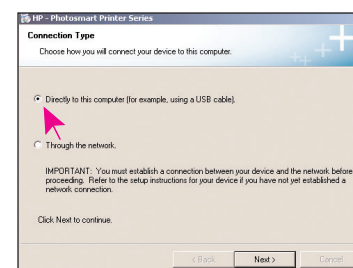 HP - Photosmart Printer Series
Connection Type
Choose how you will connect your device to this computer.
Directly to this computer (for example, using a USB cable).
Through the network.
IMPORTANT: You must establish a connection between your device and the network before
proceeding. Refer to the setup instructions for your device if you have not yet established a
network connection.
Click Next to continue.
< Back Next > Cancel